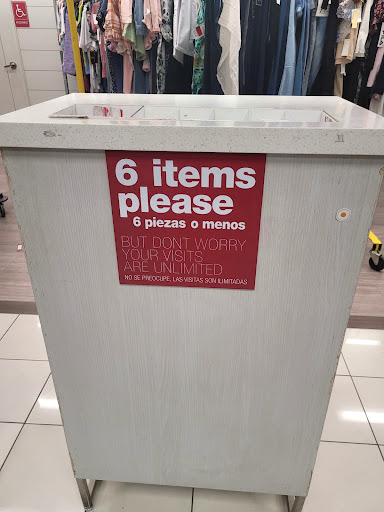 6 items
please
6 piezas o menos
BUT DONT WORRY
YOUR VISITS
ARE UNLIMITED
NO SE PREOCUPE, LAS VISITAS SON ILIMITADAS